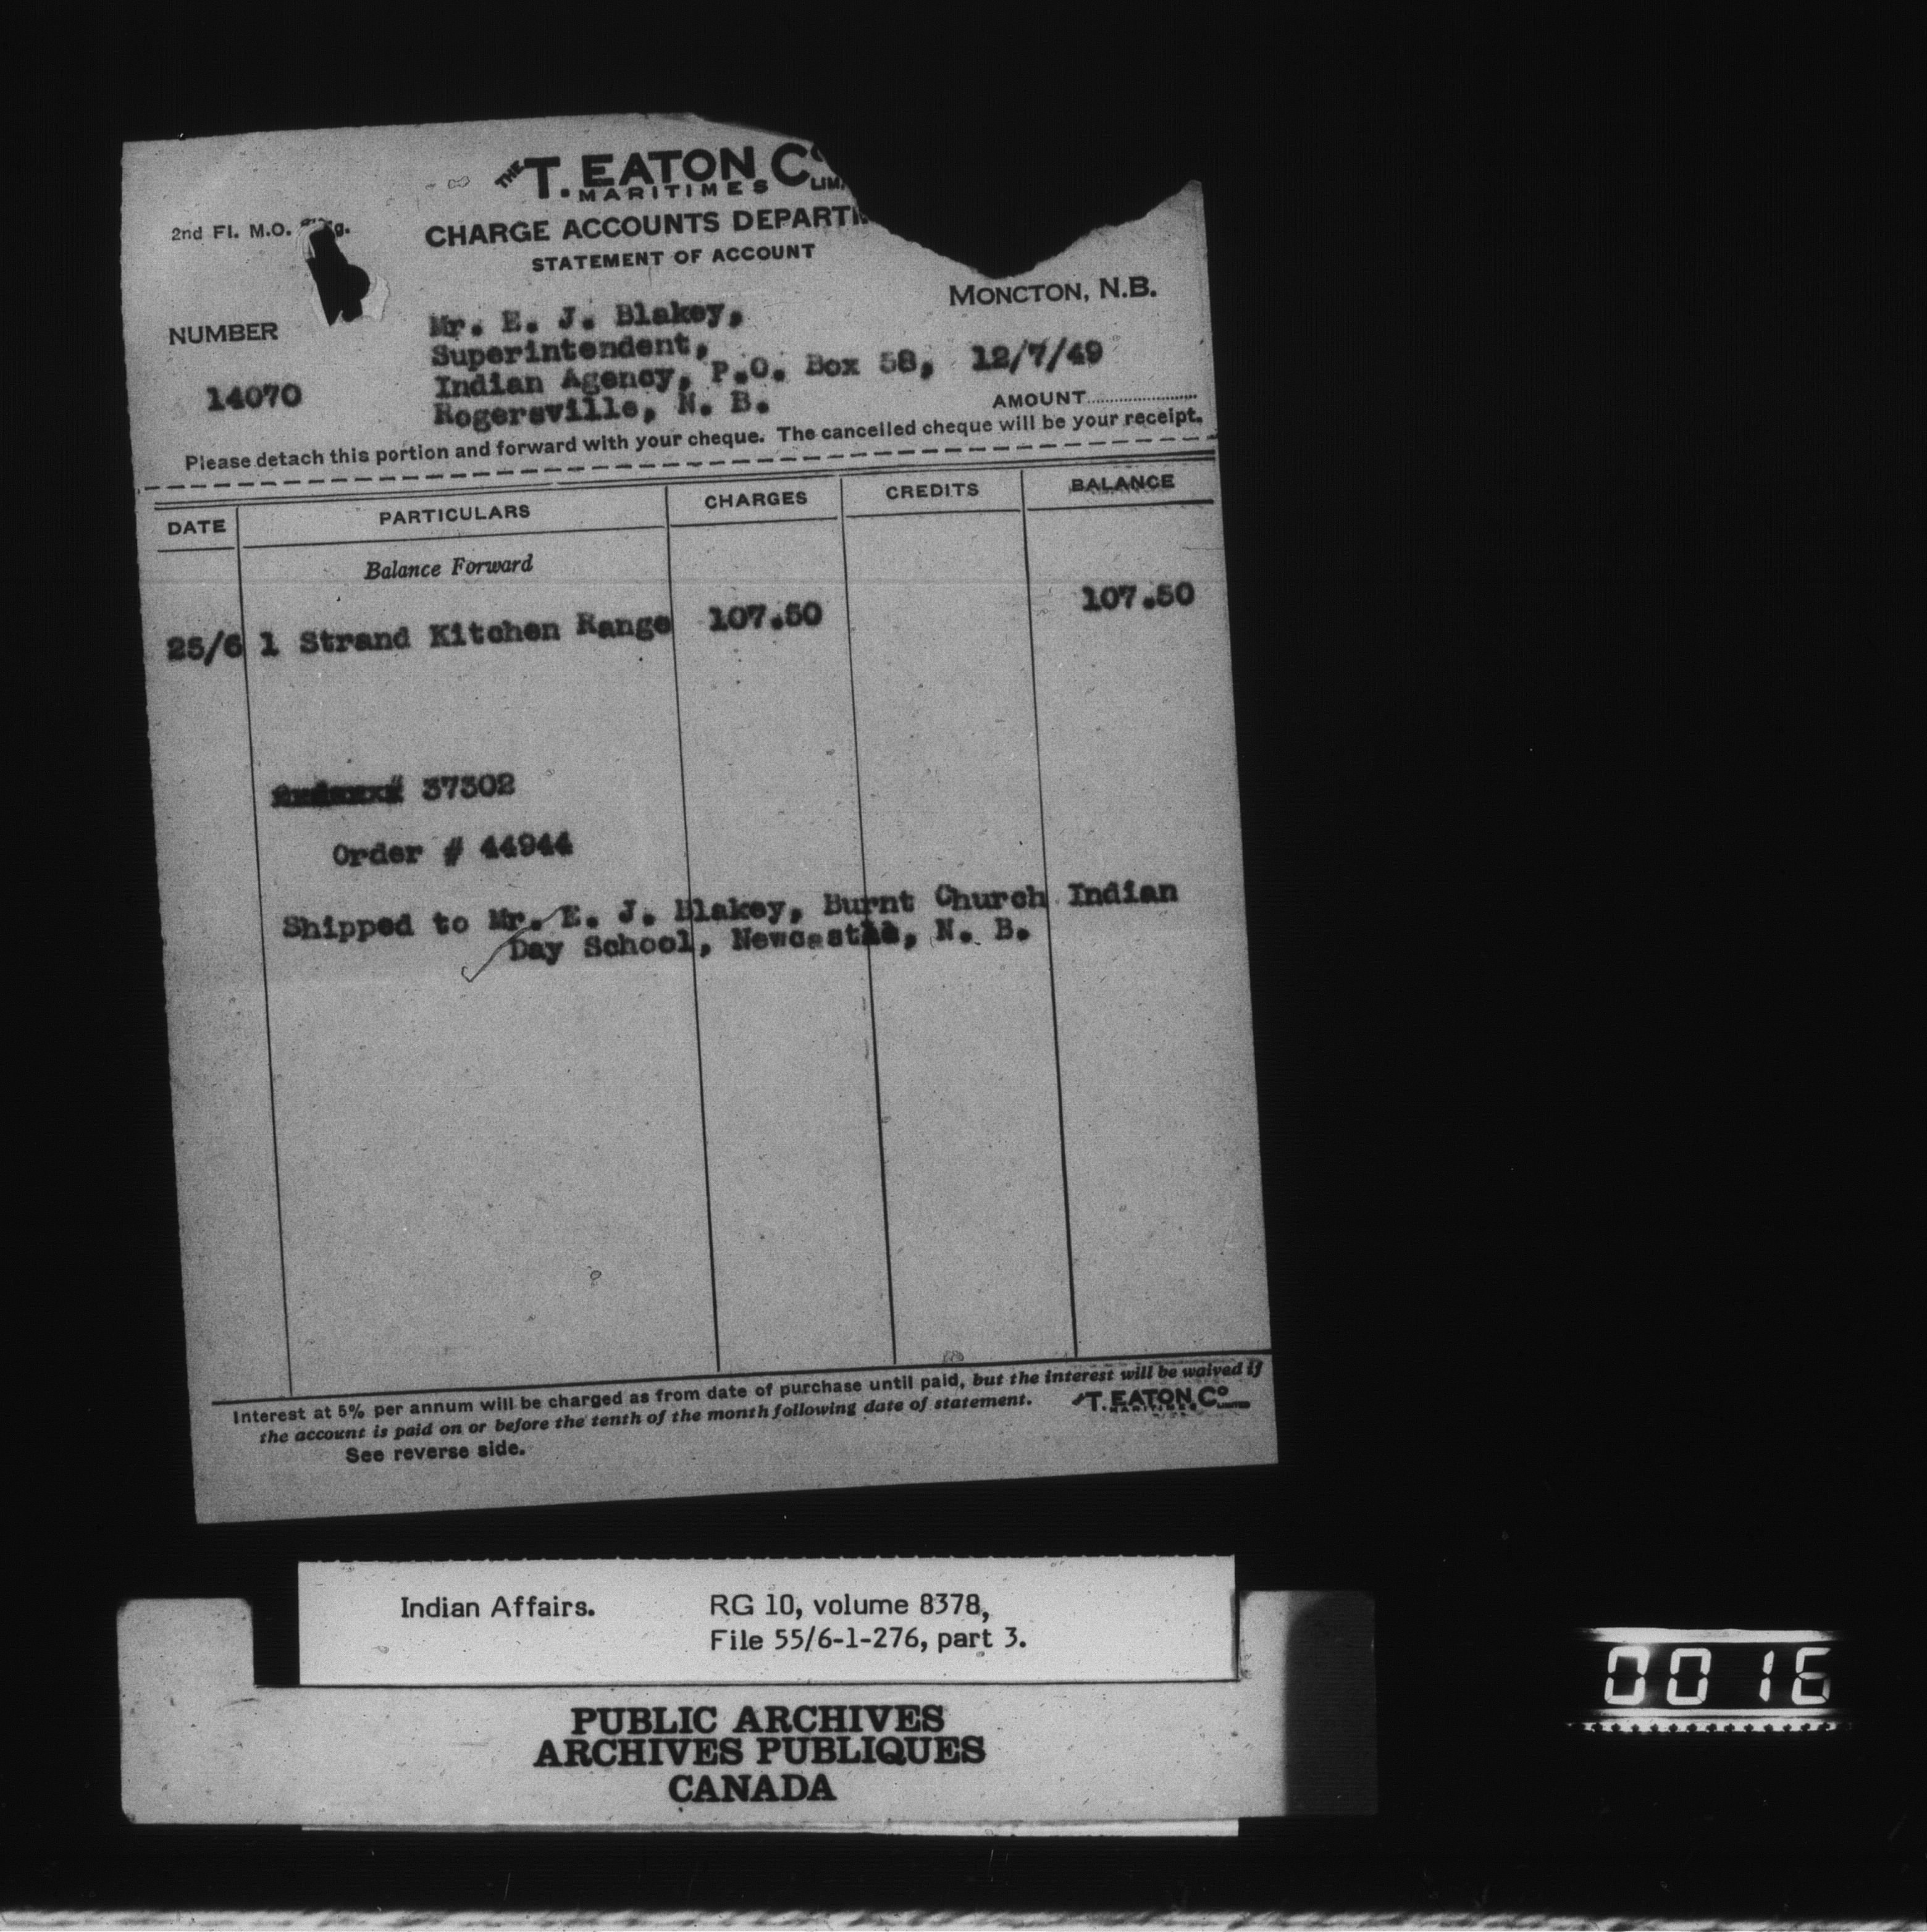 THE T. EATON Co
MARITIMES LIM
2nd Fl. M.O.
CHARGE ACCOUNTS DEPARTM
STATEMENT OF ACCOUNT
MONCTON, N.B.
NUMBER
14070
Mr. E. J. Blakey,
Superintendent,
Indian Agency, P.O. Box 58, 12/7/49
Rogersville, N. B.
AMOUNT
Please detach this portion and forward with your cheque. The cancelled cheque will be your receipt.
DATE PARTICULARS CHARGES CREDITS BALANCE
Balance Forward
25/6 1 Strand Kitchen Range 107.50 107.50
37302
Order # 44944
Shipped to Mr. E. J. Blakey, Burnt Church Indian
Day School, Newcastle, N. B.
Interest at 5% per annum will be charged as from date of purchase until paid, but the interest will be waived if
the account is paid on or before the tenth of the month following date of statement.
THE T. EATON Co
MARITIMES LIMITED
See reverse side.
Indian Affairs. RG 10, volume 8378,
File 55/6-1-276, part 3.
PUBLIC ARCHIVES
ARCHIVES PUBLIQUES
CANADA
0016